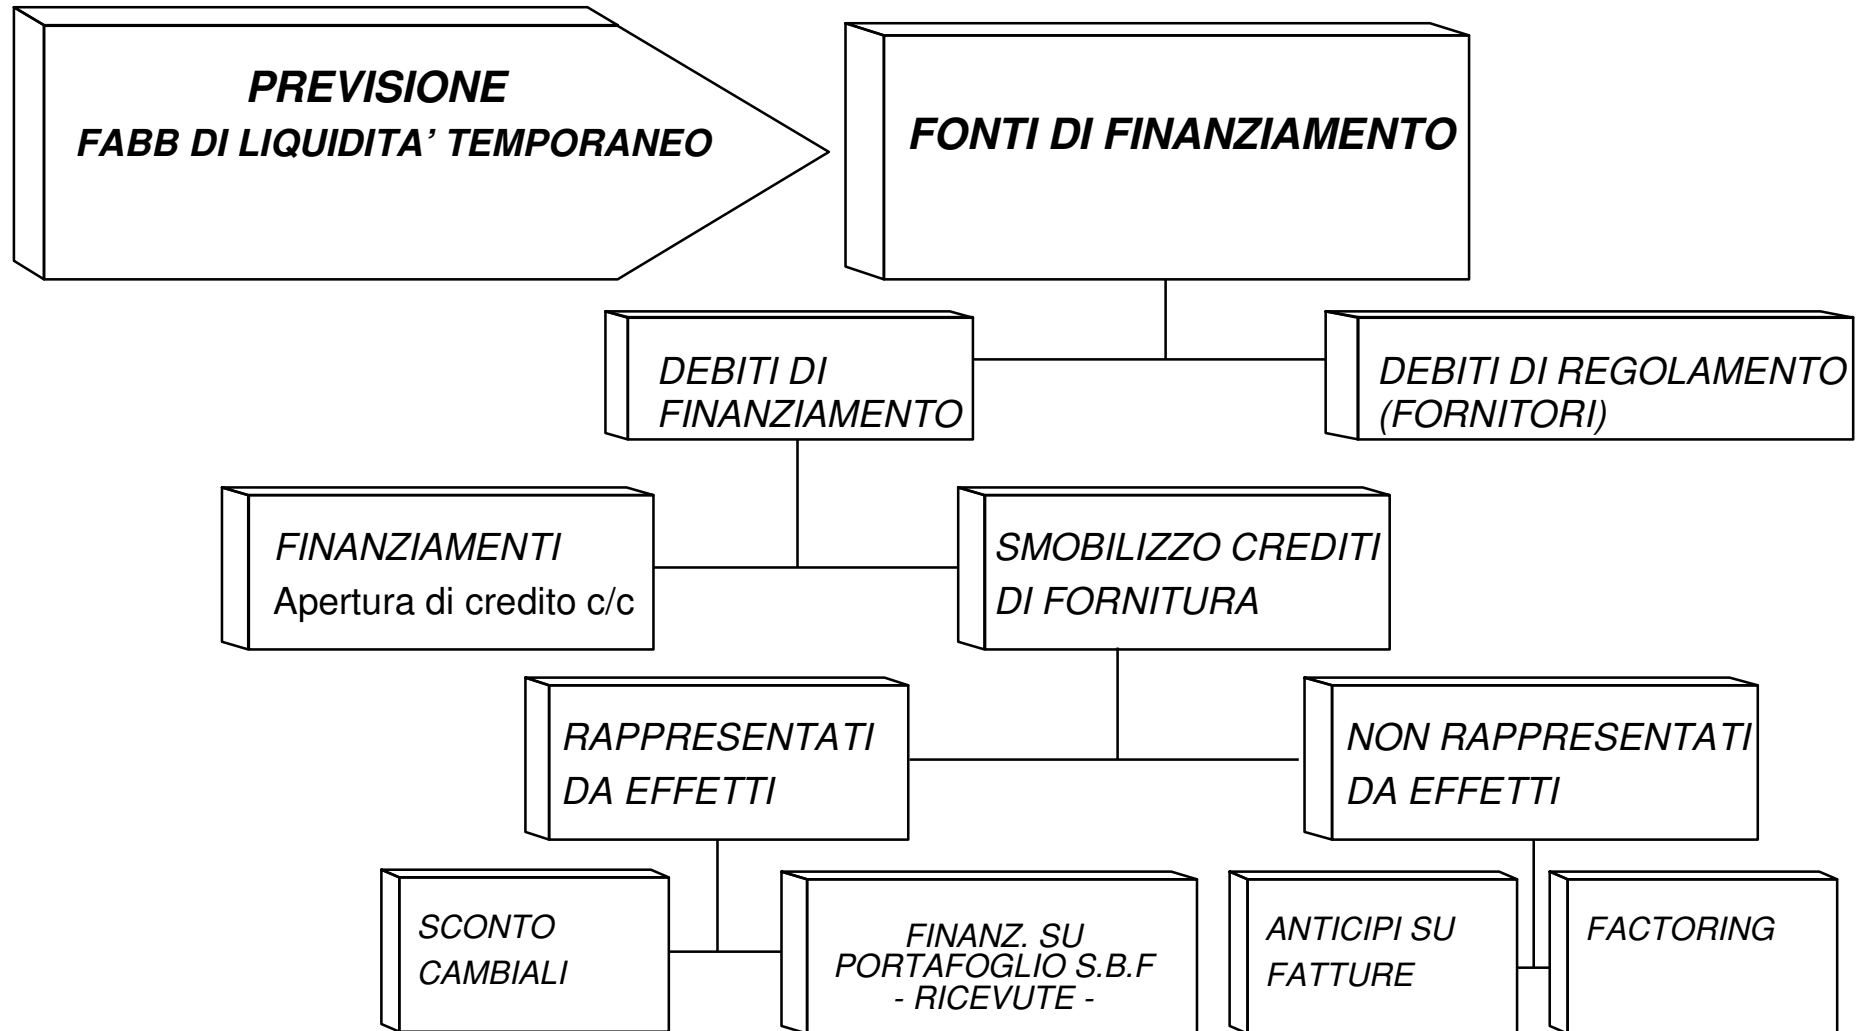 PREVISIONE
FABB DI LIQUIDITA’ TEMPORANEO
FONTI DI FINANZIAMENTO
DEBITI DI
FINANZIAMENTO
DEBITI DI REGOLAMENTO
(FORNITORI)
FINANZIAMENTI
Apertura di credito c/c
SMOBILIZZO CREDITI
DI FORNITURA
RAPPRESENTATI
DA EFFETTI
NON RAPPRESENTATI
DA EFFETTI
SCONTO
CAMBIALI
FINANZ. SU
PORTAFOGLIO S.B.F
- RICEVUTE -
ANTICIPI SU
FATTURE
FACTORING